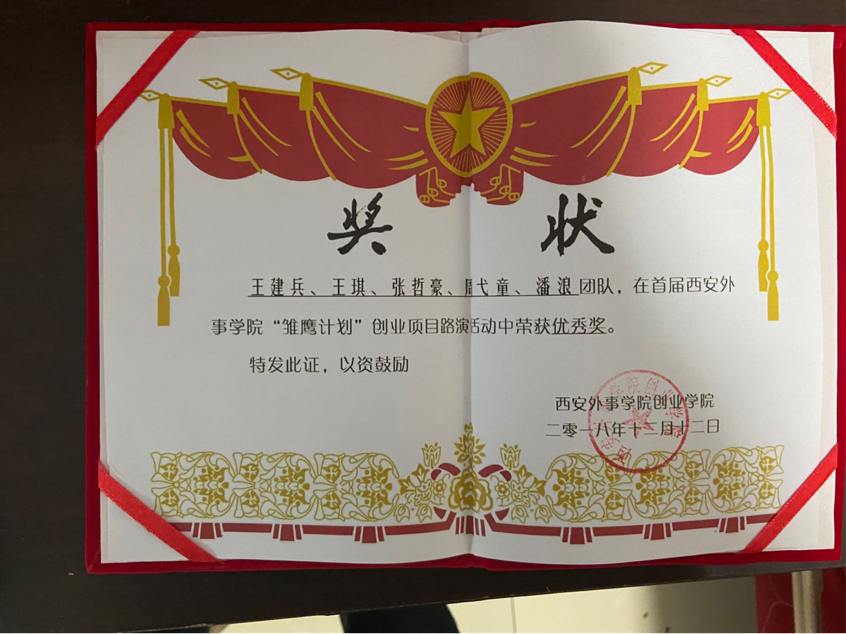 奖 状
王建兵、王琪、张哲豪、周弋童、潘浪团队，在首届西安外
事学院“雏鹰计划”创业项目路演活动中荣获优秀奖。
特发此证，以资鼓励
西安外事学院创业学院
二零一八年十二月十二日